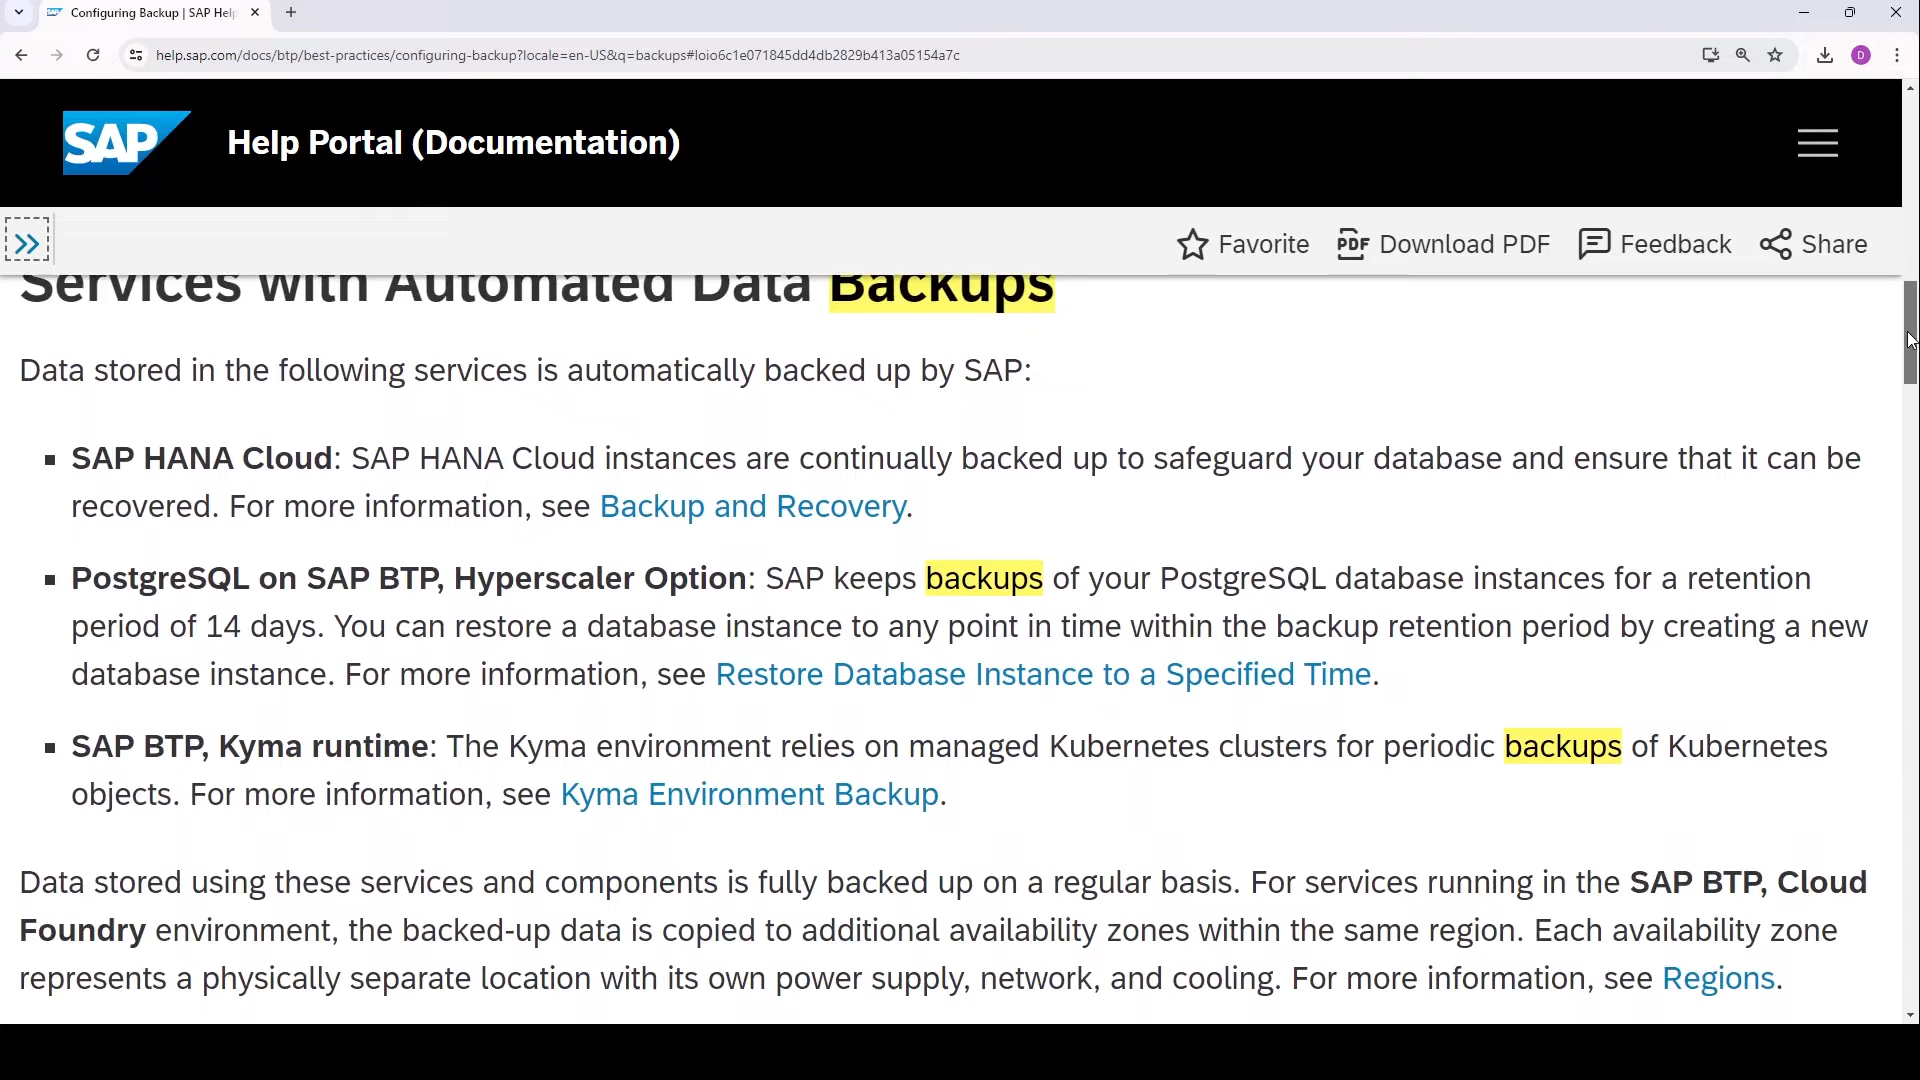 Configuring Backup | SAP Help
help.sap.com/docs/btp/best-practices/configuring-backup?locale=en-US&q=backups#loio6c1e071845dd4db2829b413a05154a7c
D
SAP
Help Portal (Documentation)
Favorite
PDF Download PDF
Feedback
Share
Services with Automated Data Backups
Data stored in the following services is automatically backed up by SAP:
▪ SAP HANA Cloud: SAP HANA Cloud instances are continually backed up to safeguard your database and ensure that it can be
recovered. For more information, see Backup and Recovery.
▪ PostgreSQL on SAP BTP, Hyperscaler Option: SAP keeps backups of your PostgreSQL database instances for a retention
period of 14 days. You can restore a database instance to any point in time within the backup retention period by creating a new
database instance. For more information, see Restore Database Instance to a Specified Time.
▪ SAP BTP, Kyma runtime: The Kyma environment relies on managed Kubernetes clusters for periodic backups of Kubernetes
objects. For more information, see Kyma Environment Backup.
Data stored using these services and components is fully backed up on a regular basis. For services running in the SAP BTP, Cloud
Foundry environment, the backed-up data is copied to additional availability zones within the same region. Each availability zone
represents a physically separate location with its own power supply, network, and cooling. For more information, see Regions.